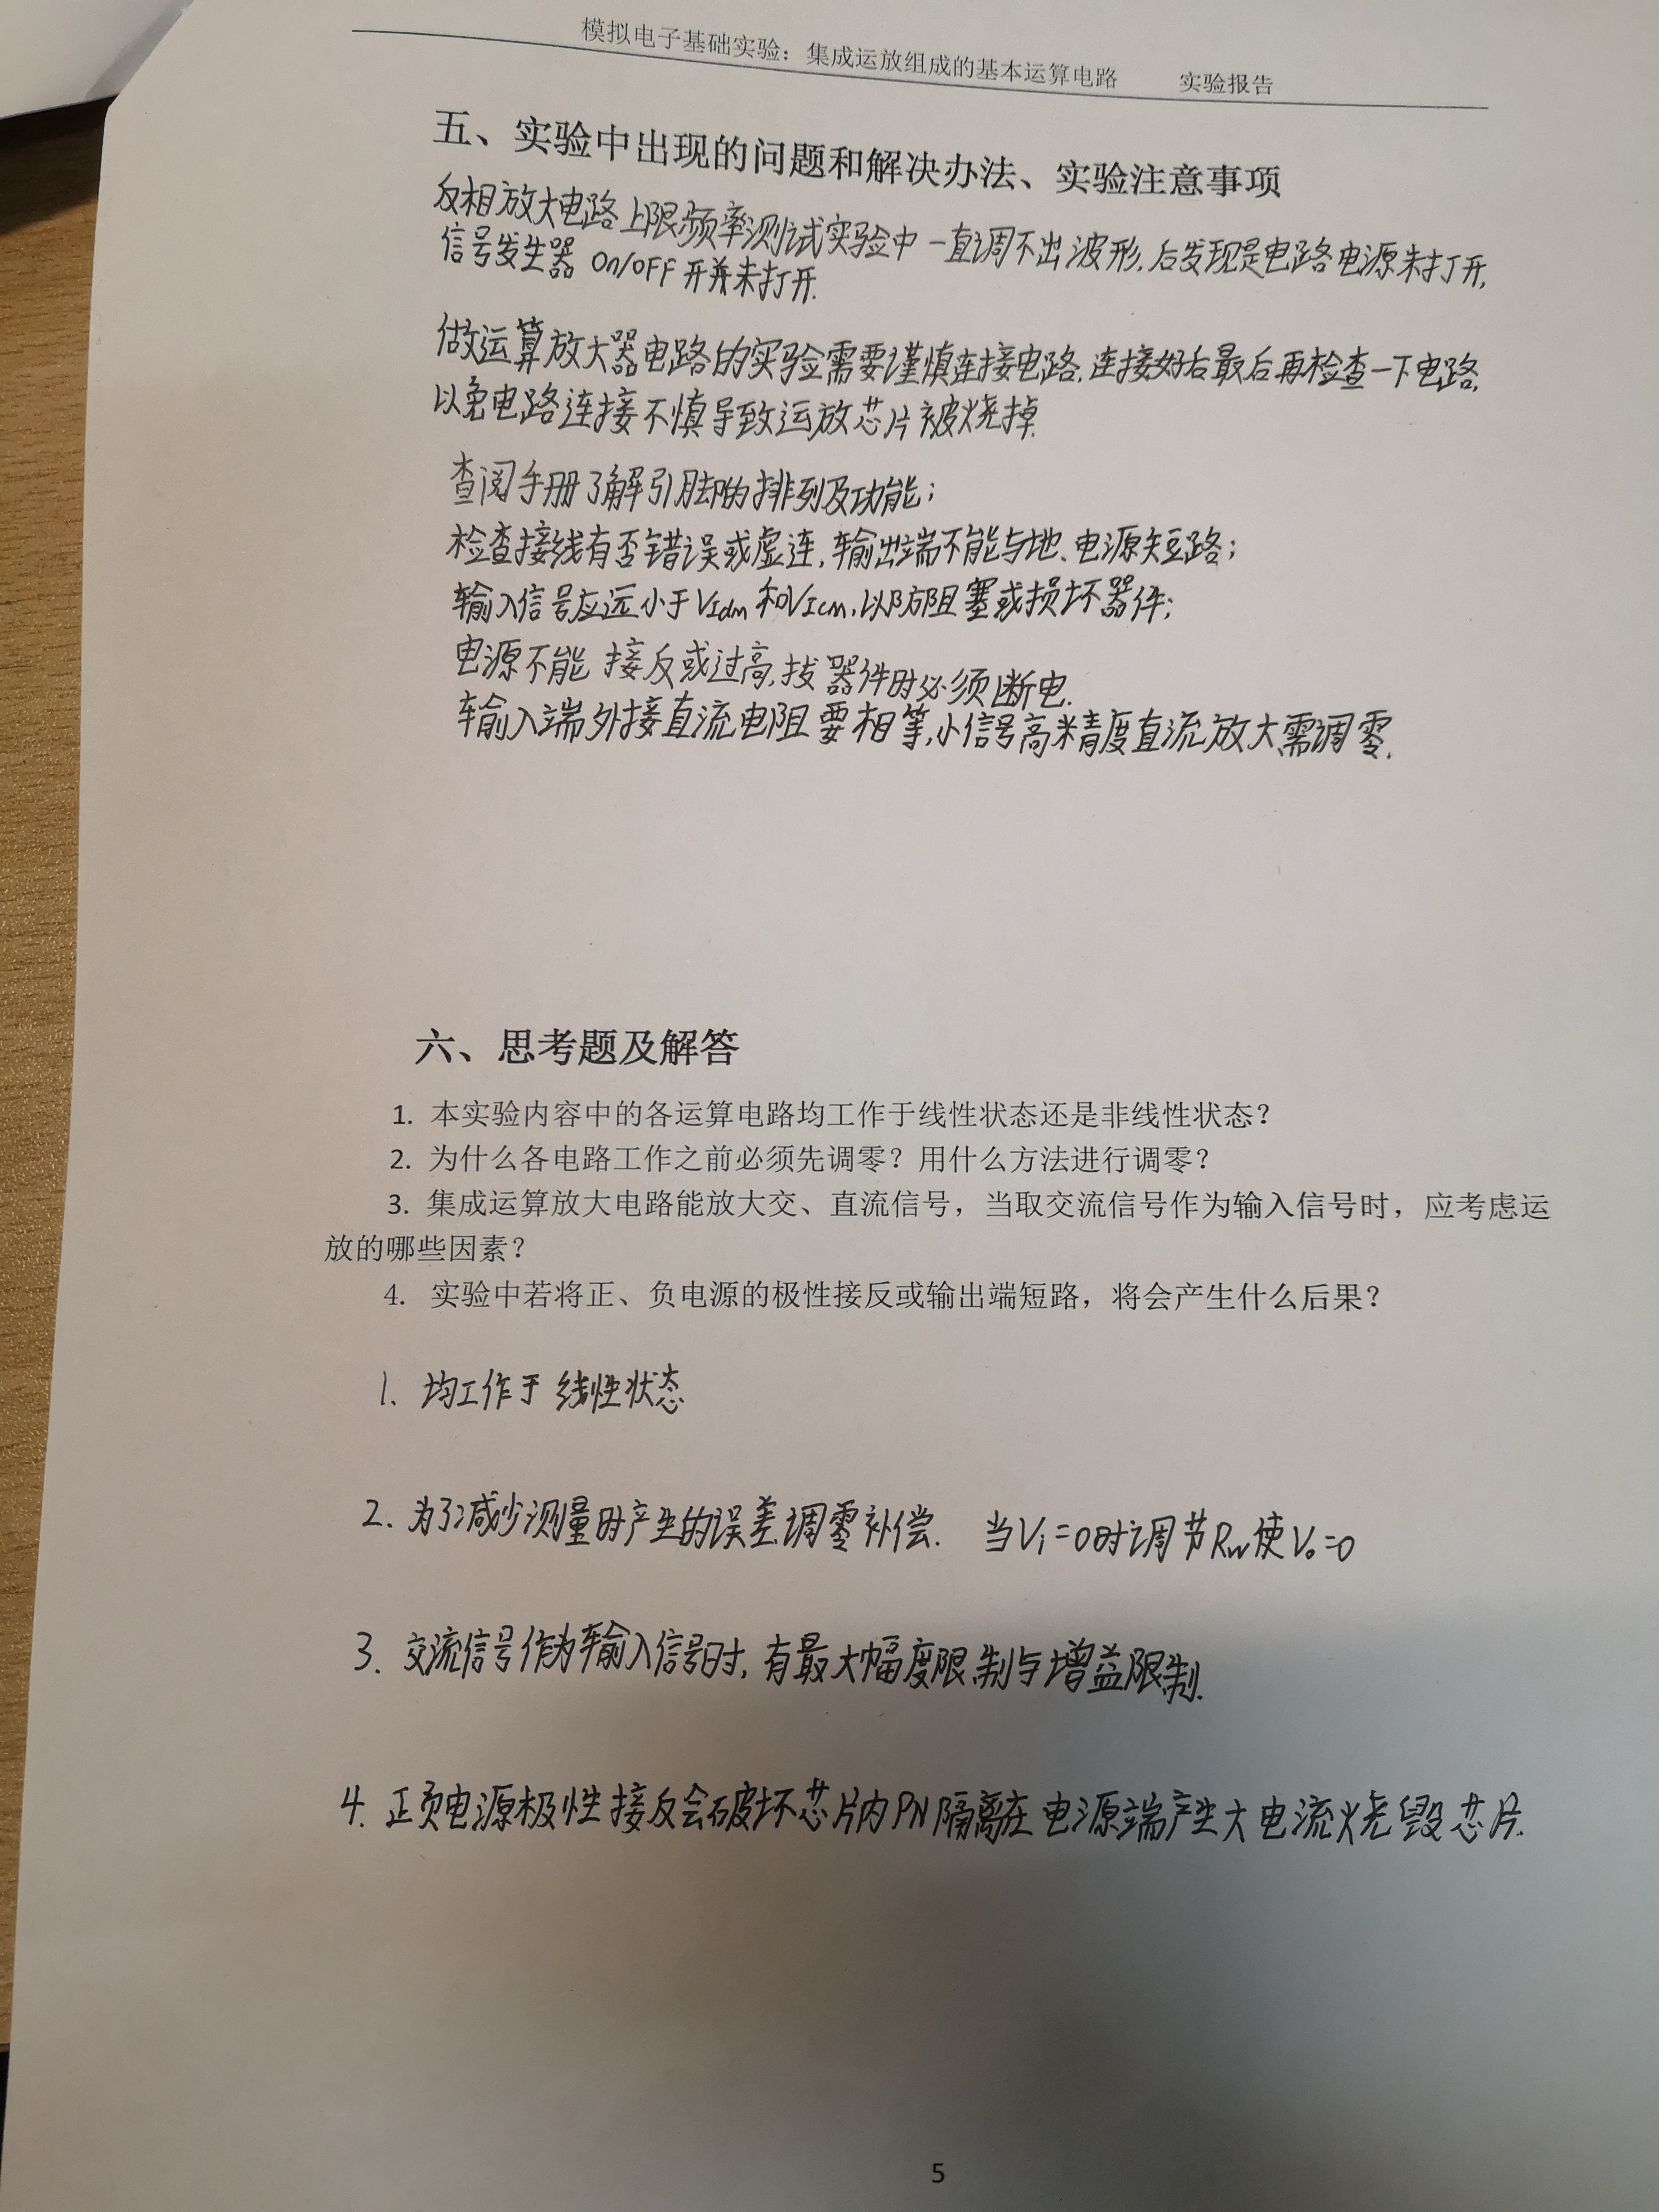 模拟电子基础实验：集成运放组成的基本运算电路 实验报告
五、实验中出现的问题和解决办法、实验注意事项
反相放大电路上限频率测试实验中一直调不出波形,后发现是电路电源未打开,
信号发生器 On/OFF 开并未打开.
做运算放大器电路的实验需要谨慎连接电路,连接好后最后再检查一下电路,
以免电路连接不慎导致运放芯片被烧掉.
查阅手册了解引脚的排列及功能;
检查接线有否错误或虚连,输出端不能与地、电源短路;
输入信号应远小于VIdm和VIcm,以防阻塞或损坏器件;
电源不能接反或过高,拔器件时必须断电.
输入端外接直流电阻要相等,小信号高精度直流放大需调零.
六、思考题及解答
1. 本实验内容中的各运算电路均工作于线性状态还是非线性状态？
2. 为什么各电路工作之前必须先调零？用什么方法进行调零？
3. 集成运算放大电路能放大交、直流信号，当取交流信号作为输入信号时，应考虑运
放的哪些因素？
4. 实验中若将正、负电源的极性接反或输出端短路，将会产生什么后果？
1. 均工作于线性状态
2. 为了减少测量时产生的误差,调零补偿. 当Vi=0时调节Rw使Vo=0
3. 交流信号作为输入信号时,有最大幅度限制与增益限制.
4. 正负电源极性接反会破坏芯片内PN隔离在电源端产生大电流烧毁芯片.
5